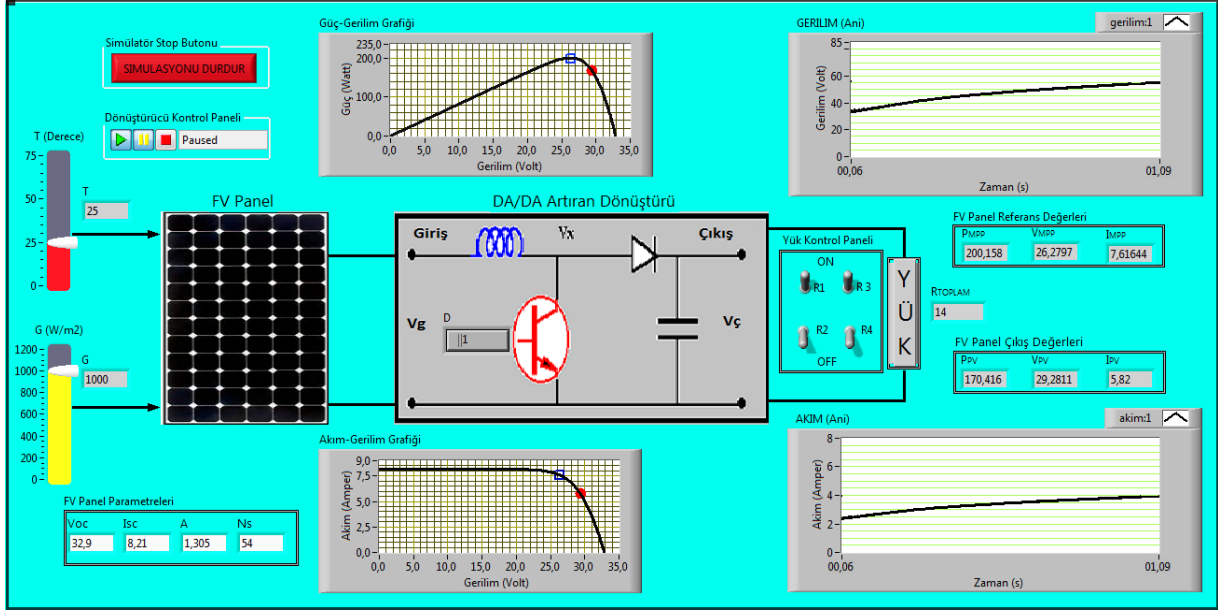 Simülatör Stop Butonu
SIMULASYONU DURDUR
Dönüştürücü Kontrol Paneli
Paused
T (Derece)
75
50
25
0
T
25
G (W/m2)
1200
1000
800
600
400
200
0
G
1000
FV Panel Parametreleri
Voc Isc A Ns
32,9 8,21 1,305 54
FV Panel
Güç-Gerilim Grafiği
Güç (Watt)
235,0
200,0
100,0
0,0
0,0 5,0 10,0 15,0 20,0 25,0 30,0 35,0
Gerilim (Volt)
DA/DA Artıran Dönüştürü
Giriş Vx Çıkış
Vg D Vç
||1
Akım-Gerilim Grafiği
Akim (Amper)
9,0
7,5
5,0
2,5
0,0
0,0 5,0 10,0 15,0 20,0 25,0 30,0 35,0
Gerilim (Volt)
Yük Kontrol Paneli
ON
R1 R 3
R2 R4
OFF
YÜK
GERILIM (Ani)
gerilim:1
Gerilim (Volt)
85
60
40
20
0
00,06 01,09
Zaman (s)
FV Panel Referans Değerleri
PMPP VMPP IMPP
200,158 26,2797 7,61644
RTOPLAM
14
FV Panel Çıkış Değerleri
PPV VPV IPV
170,416 29,2811 5,82
AKIM (Ani)
akim:1
Akim (Amper)
8
6
4
2
0
00,06 01,09
Zaman (s)